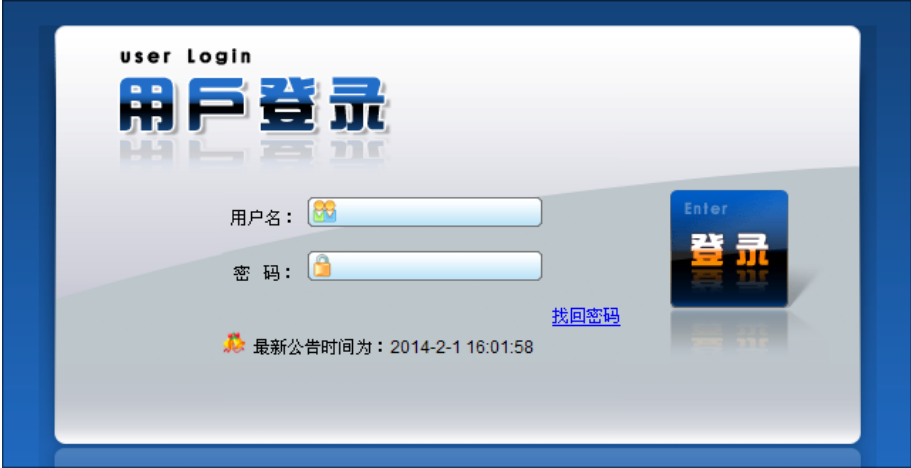 user Login
用戶登录
用户名：
Enter
登录
密 码：
找回密码
最新公告时间为：2014-2-1 16:01:58